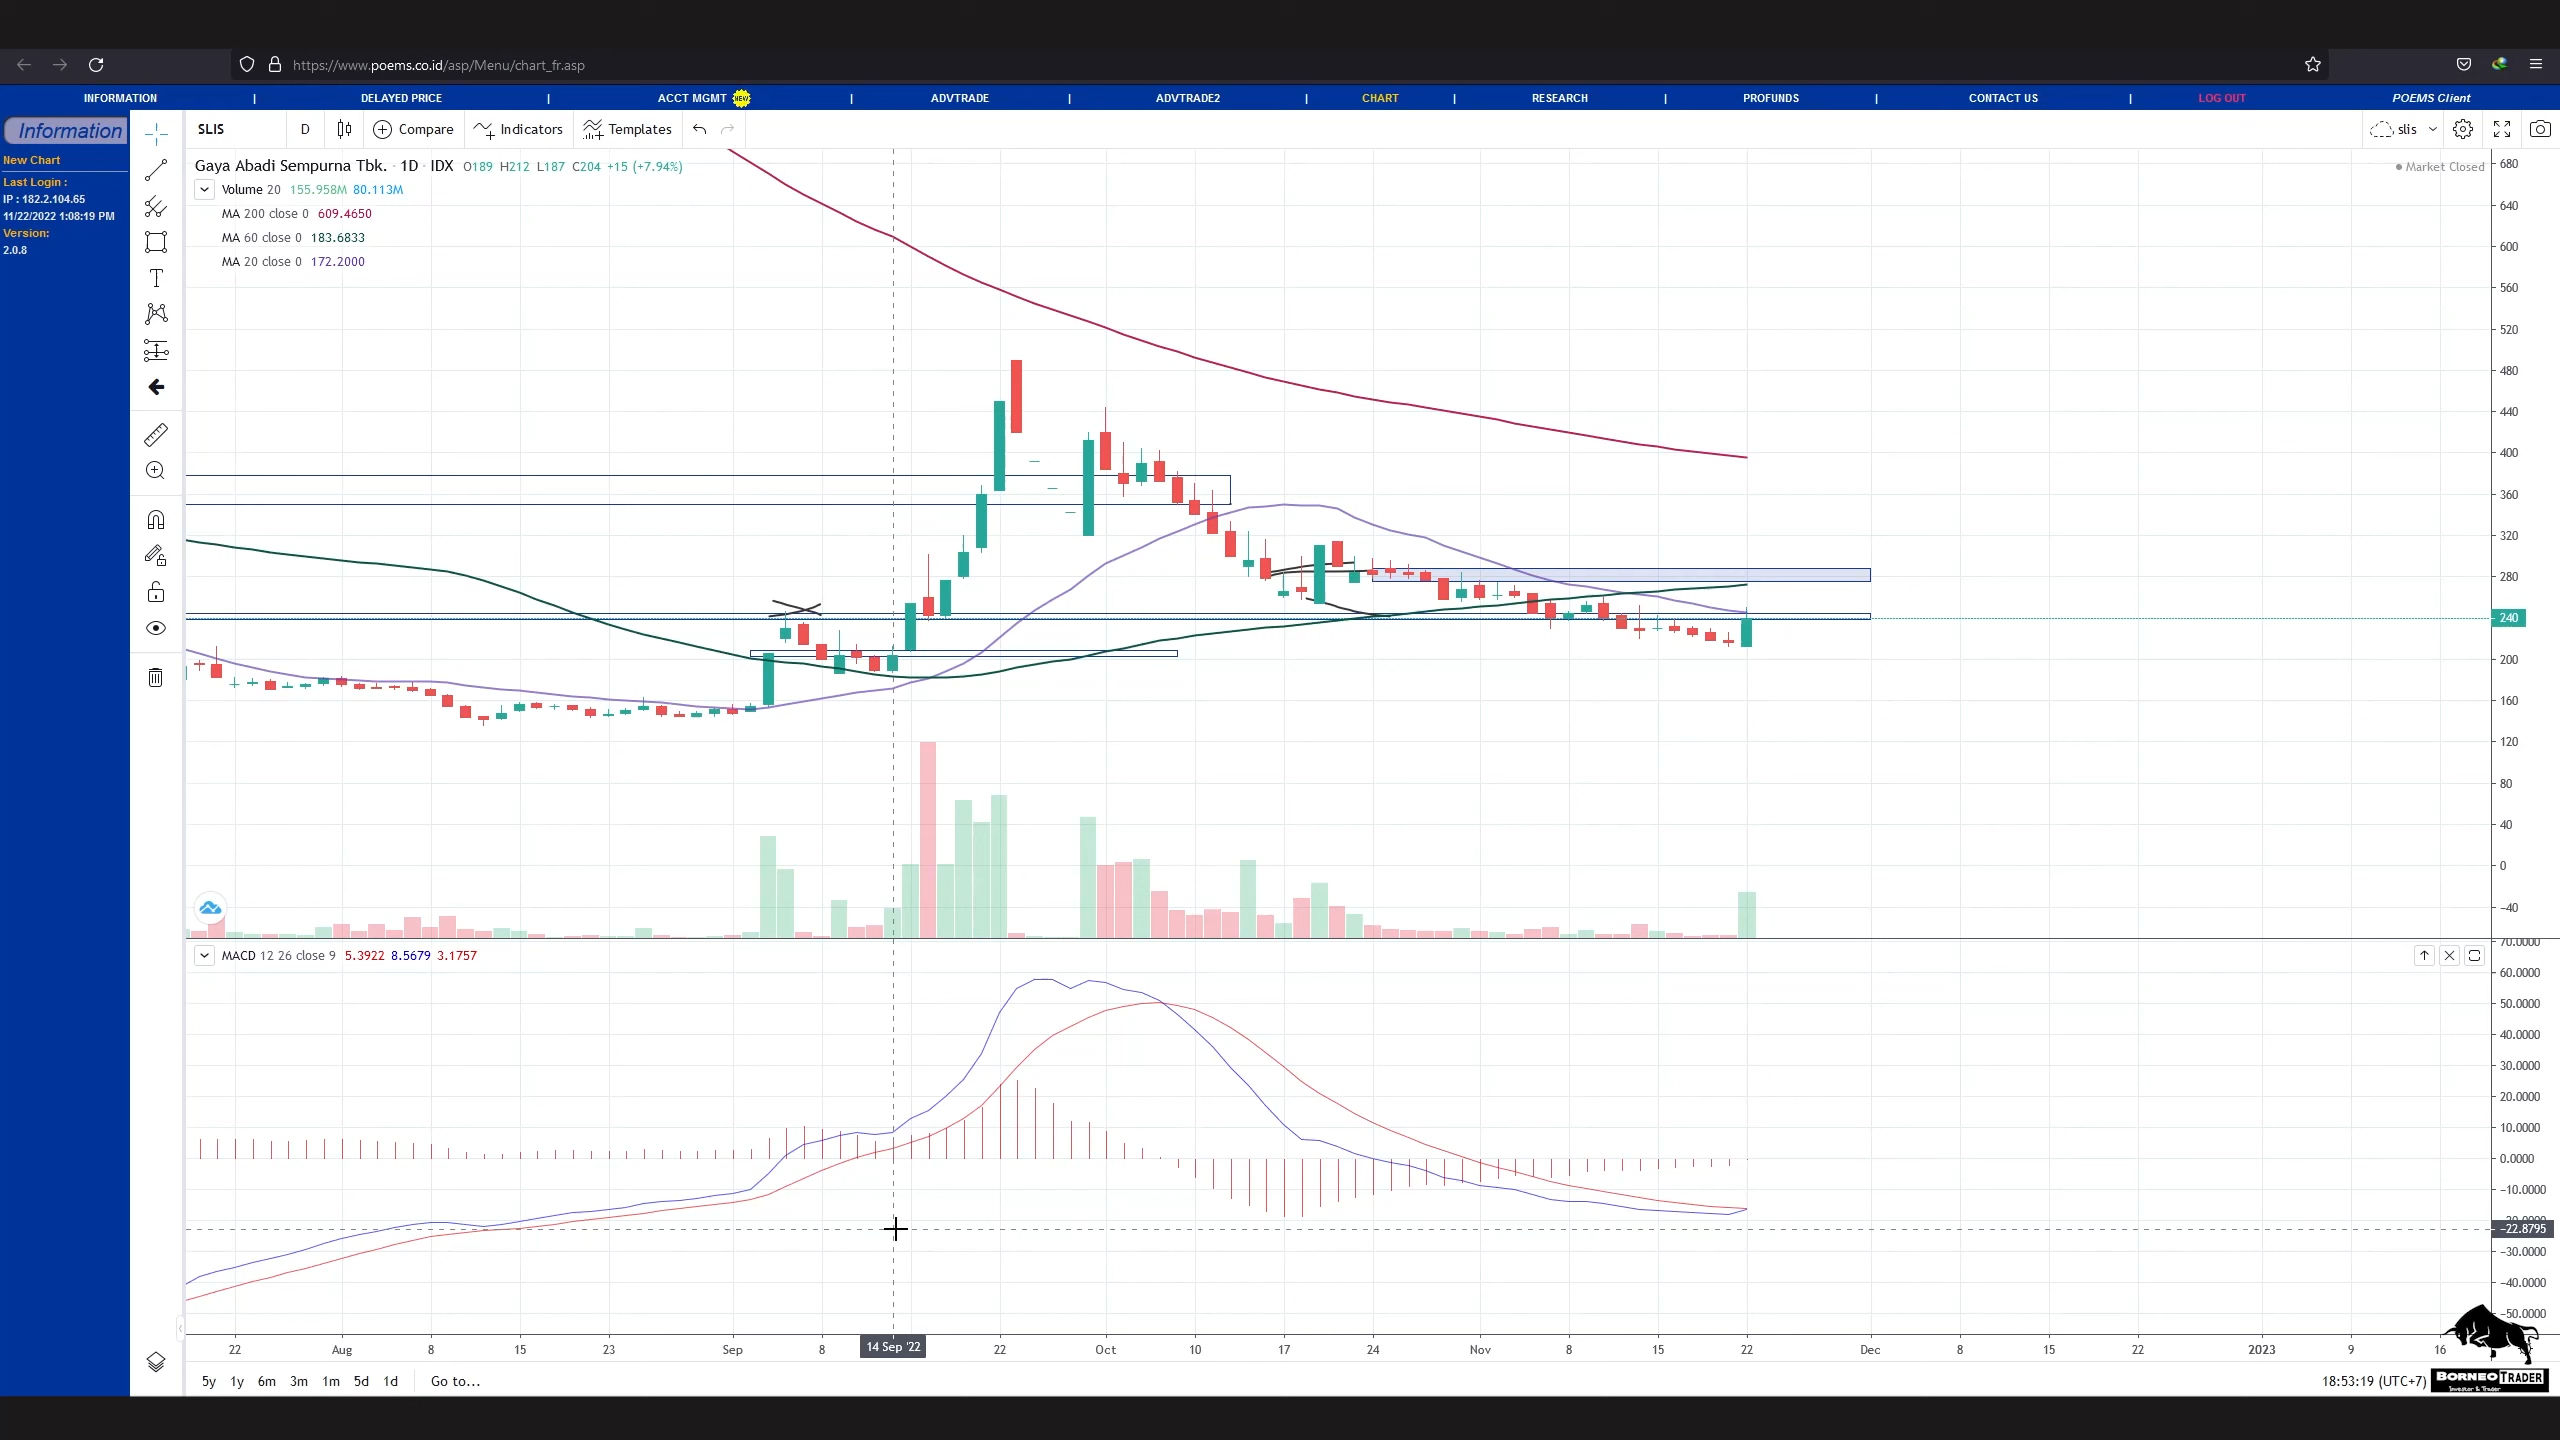 https://www.poems.co.id/asp/Menu/chart_fr.asp
INFORMATION | DELAYED PRICE | ACCT MGMT NEW | ADVTRADE | ADVTRADE2 | CHART | RESEARCH | PROFUNDS | CONTACT US | LOG OUT POEMS Client
Information
New Chart
Last Login :
IP : 182.2.104.65
11/22/2022 1:08:19 PM
Version:
2.0.8
SLIS D Compare Indicators Templates slis
Gaya Abadi Sempurna Tbk. · 1D · IDX O189 H212 L187 C204 +15 (+7.94%)
Market Closed
Volume 20 155.958M 80.113M
MA 200 close 0 609.4650
MA 60 close 0 183.6833
MA 20 close 0 172.2000
680
640
600
560
520
480
440
400
360
320
280
240
200
160
120
80
40
0
−40
MACD 12 26 close 9 5.3922 8.5679 3.1757
70.0000
60.0000
50.0000
40.0000
30.0000
20.0000
10.0000
0.0000
−10.0000
−22.8795
−30.0000
−40.0000
−50.0000
22 Aug 8 15 23 Sep 8 14 Sep '22 22 Oct 10 17 24 Nov 8 15 22 Dec 8 15 22 2023 9 16
5y 1y 6m 3m 1m 5d 1d Go to...
18:53:19 (UTC+7)
BORNEO TRADER
Investor & Trader